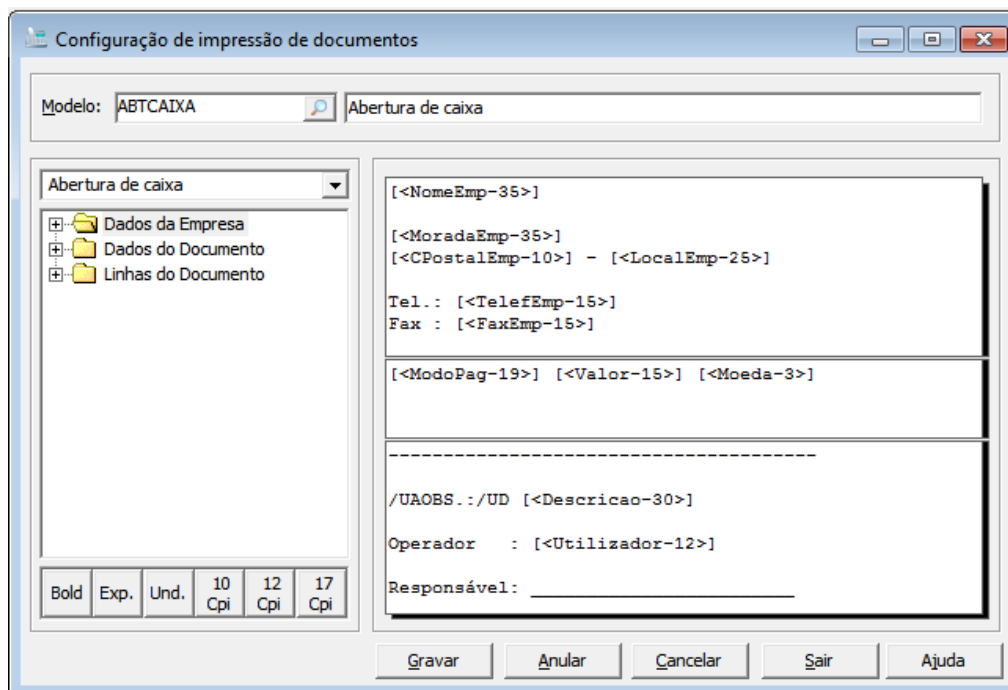 Configuração de impressão de documentos
Modelo: ABTCAIXA Abertura de caixa
Abertura de caixa
Dados da Empresa
Dados do Documento
Linhas do Documento
Bold Exp. Und. 10 Cpi 12 Cpi 17 Cpi
[<NomeEmp-35>]
[<MoradaEmp-35>]
[<CPostalEmp-10>] - [<LocalEmp-25>]
Tel.: [<TelefEmp-15>]
Fax : [<FaxEmp-15>]
[<ModoPag-19>] [<Valor-15>] [<Moeda-3>]
---------------------------------------
/UAOBS.:/UD [<Descricao-30>]
Operador   : [<Utilizador-12>]
Responsável: ________________________
Gravar Anular Cancelar Sair Ajuda